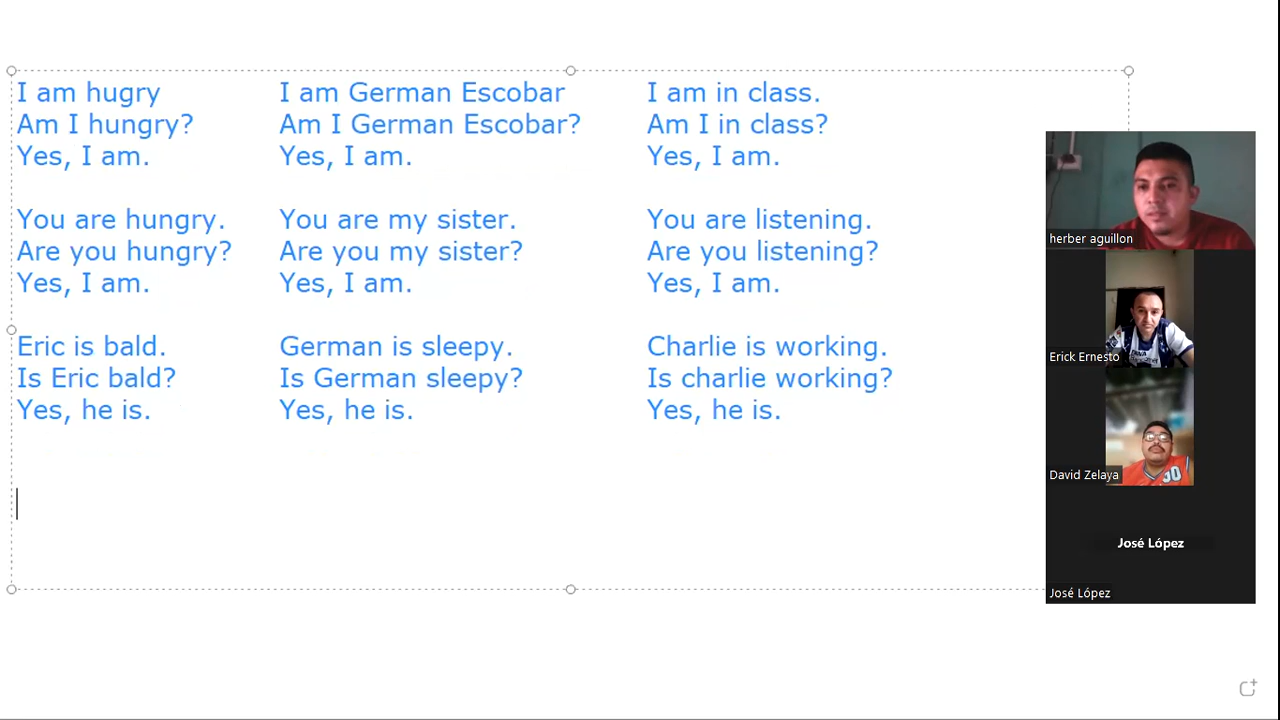 I am hugry
Am I hungry?
Yes, I am.
I am German Escobar
Am I German Escobar?
Yes, I am.
I am in class.
Am I in class?
Yes, I am.
You are hungry.
Are you hungry?
Yes, I am.
You are my sister.
Are you my sister?
Yes, I am.
You are listening.
Are you listening?
Yes, I am.
Eric is bald.
Is Eric bald?
Yes, he is.
German is sleepy.
Is German sleepy?
Yes, he is.
Charlie is working.
Is charlie working?
Yes, he is.
herber aguillon
Erick Ernesto
David Zelaya
José López
José López